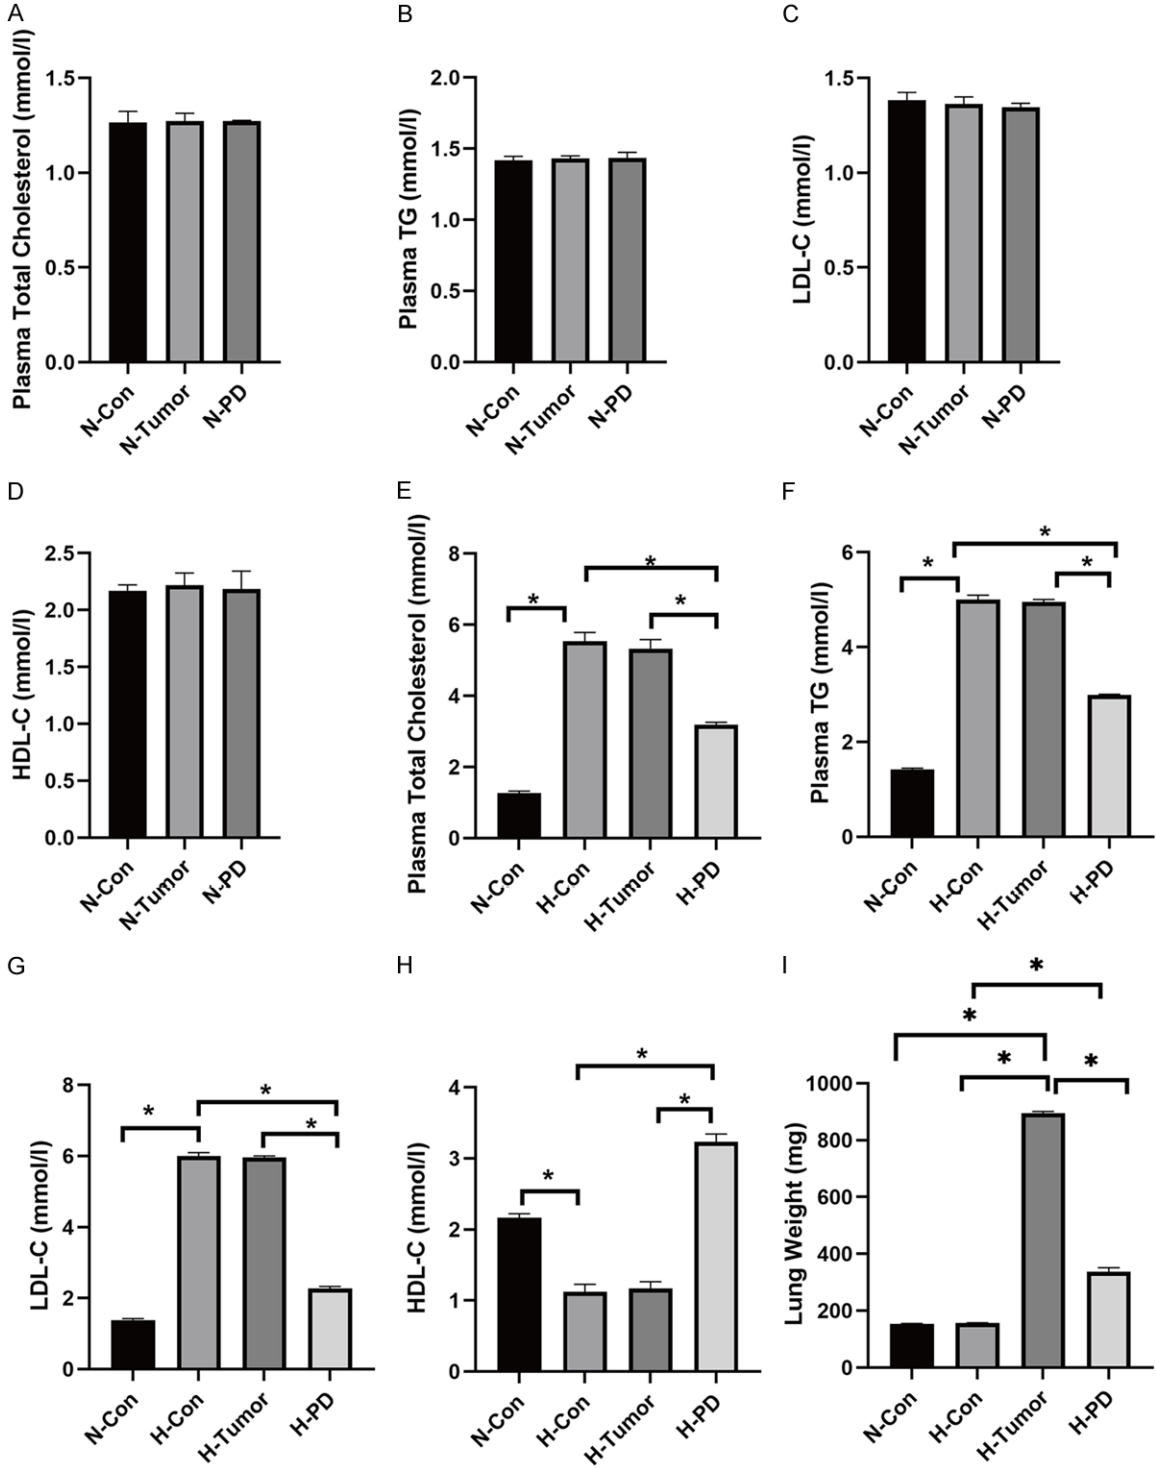 A
Plasma Total Cholesterol (mmol/l)
1.5
1.0
0.5
0.0
N-Con
N-Tumor
N-PD
B
Plasma TG (mmol/l)
2.0
1.5
1.0
0.5
0.0
N-Con
N-Tumor
N-PD
C
LDL-C (mmol/l)
1.5
1.0
0.5
0.0
N-Con
N-Tumor
N-PD
D
HDL-C (mmol/l)
2.5
2.0
1.5
1.0
0.5
0.0
N-Con
N-Tumor
N-PD
E
Plasma Total Cholesterol (mmol/l)
8
6
4
2
0
*
*
*
N-Con
H-Con
H-Tumor
H-PD
F
Plasma TG (mmol/l)
6
4
2
0
*
*
*
N-Con
H-Con
H-Tumor
H-PD
G
LDL-C (mmol/l)
8
6
4
2
0
*
*
*
N-Con
H-Con
H-Tumor
H-PD
H
HDL-C (mmol/l)
4
3
2
1
0
*
*
*
N-Con
H-Con
H-Tumor
H-PD
I
Lung Weight (mg)
1000
800
600
400
200
0
*
*
*
*
N-Con
H-Con
H-Tumor
H-PD